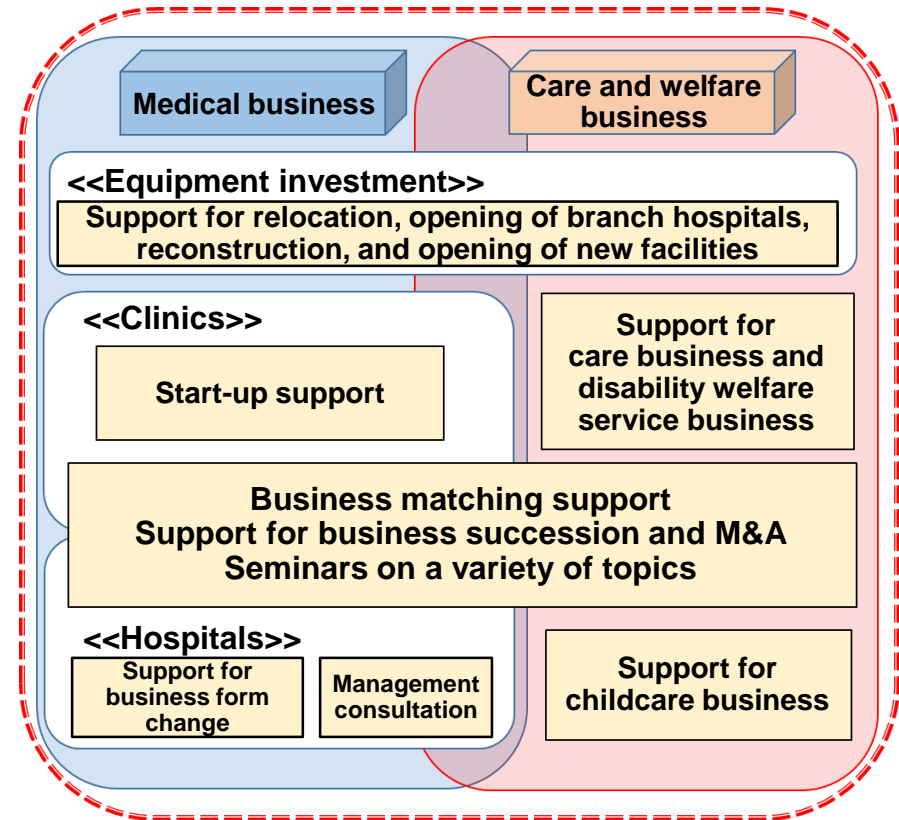 Medical business
Care and welfare
business
<<Equipment investment>>
Support for relocation, opening of branch hospitals,
reconstruction, and opening of new facilities
<<Clinics>>
Start-up support
Support for
care business and
disability welfare
service business
Business matching support
Support for business succession and M&A
Seminars on a variety of topics
<<Hospitals>>
Support for
business form
change
Management
consultation
Support for
childcare business